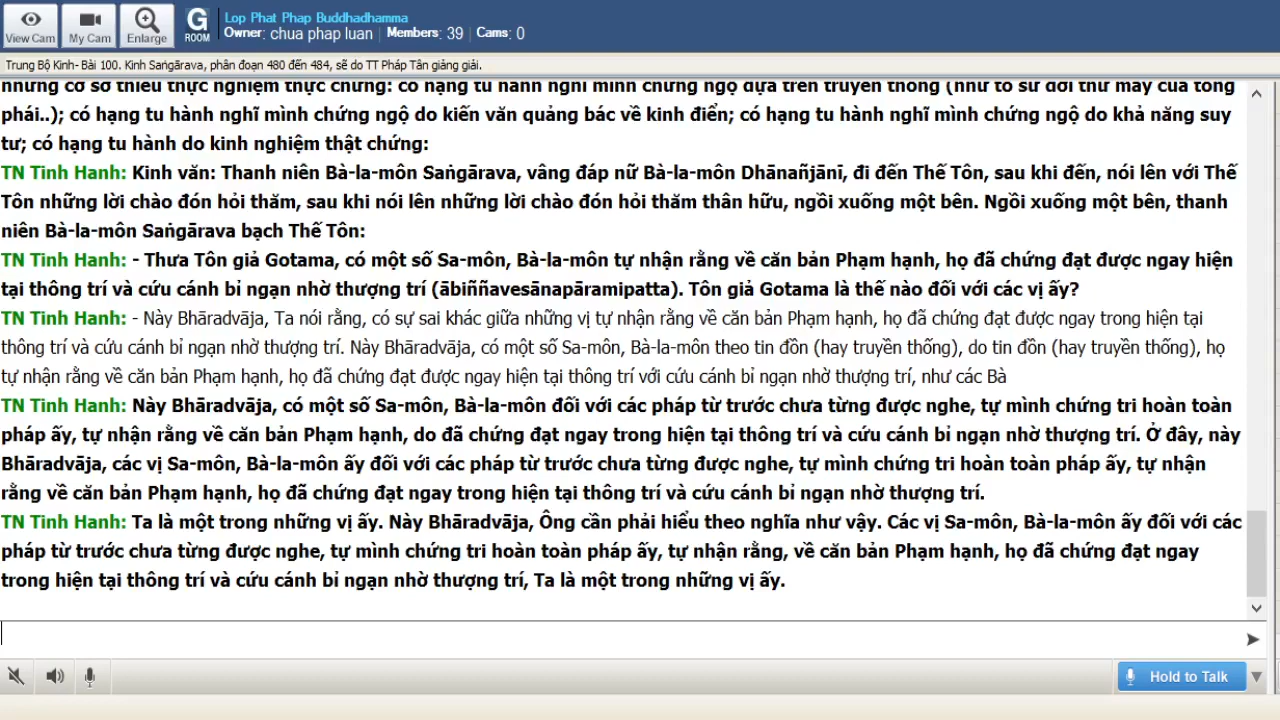 View Cam
My Cam
Enlarge
G
ROOM
Lop Phat Phap Buddhadhamma
Owner: chua phap luan | Members: 39 | Cams: 0
Trung Bộ Kinh- Bài 100. Kinh Saṅgārava, phân đoạn 480 đến 484, sẽ do TT Pháp Tân giảng giải.
những cơ sở thiếu thực nghiệm thực chứng: có hạng tu hành nghĩ mình chứng ngộ dựa trên truyền thống (như tổ sư đời thứ mấy của tông
phái..); có hạng tu hành nghĩ mình chứng ngộ do kiến văn quảng bác về kinh điển; có hạng tu hành nghĩ mình chứng ngộ do khả năng suy
tư; có hạng tu hành do kinh nghiệm thật chứng:
TN Tinh Hanh: Kinh văn: Thanh niên Bà-la-môn Saṅgārava, vâng đáp nữ Bà-la-môn Dhānañjānī, đi đến Thế Tôn, sau khi đến, nói lên với Thế
Tôn những lời chào đón hỏi thăm, sau khi nói lên những lời chào đón hỏi thăm thân hữu, ngồi xuống một bên. Ngồi xuống một bên, thanh
niên Bà-la-môn Saṅgārava bạch Thế Tôn:
TN Tinh Hanh: - Thưa Tôn giả Gotama, có một số Sa-môn, Bà-la-môn tự nhận rằng về căn bản Phạm hạnh, họ đã chứng đạt được ngay hiện
tại thông trí và cứu cánh bỉ ngạn nhờ thượng trí (ābiññavesānapāramipatta). Tôn giả Gotama là thế nào đối với các vị ấy?
TN Tinh Hanh: - Này Bhāradvāja, Ta nói rằng, có sự sai khác giữa những vị tự nhận rằng về căn bản Phạm hạnh, họ đã chứng đạt được ngay trong hiện tại
thông trí và cứu cánh bỉ ngạn nhờ thượng trí. Này Bhāradvāja, có một số Sa-môn, Bà-la-môn theo tin đồn (hay truyền thống), do tin đồn (hay truyền thống), họ
tự nhận rằng về căn bản Phạm hạnh, họ đã chứng đạt được ngay hiện tại thông trí với cứu cánh bỉ ngạn nhờ thượng trí, như các Bà
TN Tinh Hanh: Này Bhāradvāja, có một số Sa-môn, Bà-la-môn đối với các pháp từ trước chưa từng được nghe, tự mình chứng tri hoàn toàn
pháp ấy, tự nhận rằng về căn bản Phạm hạnh, do đã chứng đạt ngay trong hiện tại thông trí và cứu cánh bỉ ngạn nhờ thượng trí. Ở đây, này
Bhāradvāja, các vị Sa-môn, Bà-la-môn ấy đối với các pháp từ trước chưa từng được nghe, tự mình chứng tri hoàn toàn pháp ấy, tự nhận
rằng về căn bản Phạm hạnh, họ đã chứng đạt ngay trong hiện tại thông trí và cứu cánh bỉ ngạn nhờ thượng trí.
TN Tinh Hanh: Ta là một trong những vị ấy. Này Bhāradvāja, Ông cần phải hiểu theo nghĩa như vậy. Các vị Sa-môn, Bà-la-môn ấy đối với các
pháp từ trước chưa từng được nghe, tự mình chứng tri hoàn toàn pháp ấy, tự nhận rằng, về căn bản Phạm hạnh, họ đã chứng đạt ngay
trong hiện tại thông trí và cứu cánh bỉ ngạn nhờ thượng trí, Ta là một trong những vị ấy.
Hold to Talk